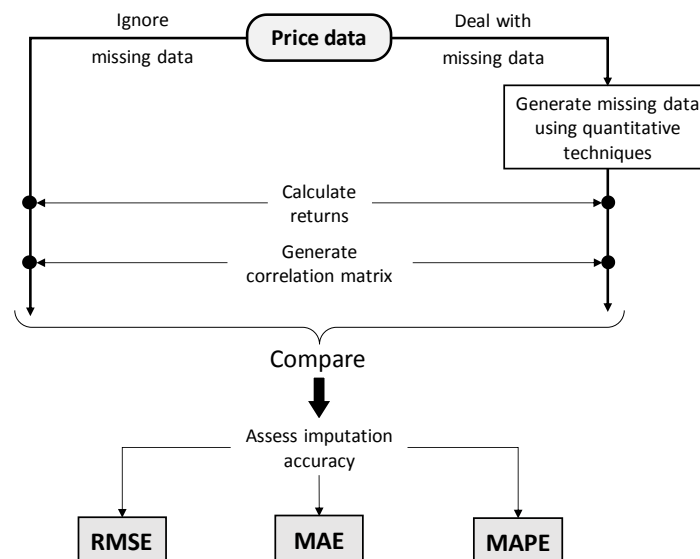 Ignore
missing data
Price data
Deal with
missing data
Generate missing data
using quantitative
techniques
Calculate
returns
Generate
correlation matrix
Compare
Assess imputation
accuracy
RMSE
MAE
MAPE